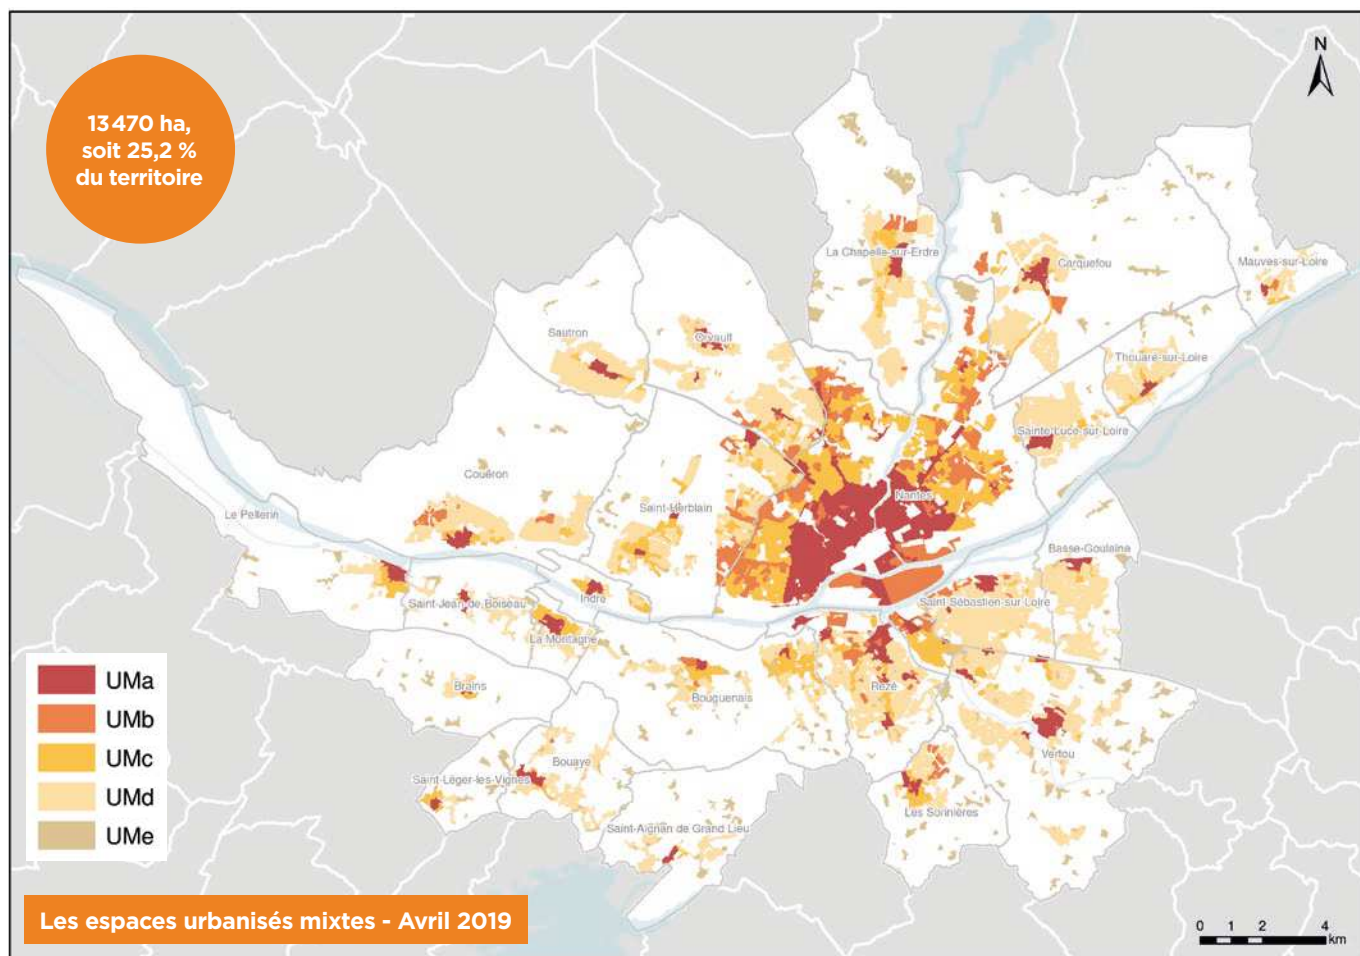 13 470 ha,
soit 25,2 %
du territoire
N
La Chapelle-sur-Erdre
Carquefou
Mauves-sur-Loire
Sautron
Orvault
Thouaré-sur-Loire
Sainte-Luce-sur-Loire
Couëron
Saint-Herblain
Nantes
Le Pellerin
Basse-Goulaine
Indre
Saint-Jean de Boiseau
Saint-Sébastien-sur-Loire
La Montagne
Brains
Bouguenais
Rezé
Vertou
Bouaye
Saint-Léger-les-Vignes
Les Sorinières
Saint-Aignan de Grand Lieu
UMa
UMb
UMc
UMd
UMe
Les espaces urbanisés mixtes - Avril 2019
0 1 2 4
km